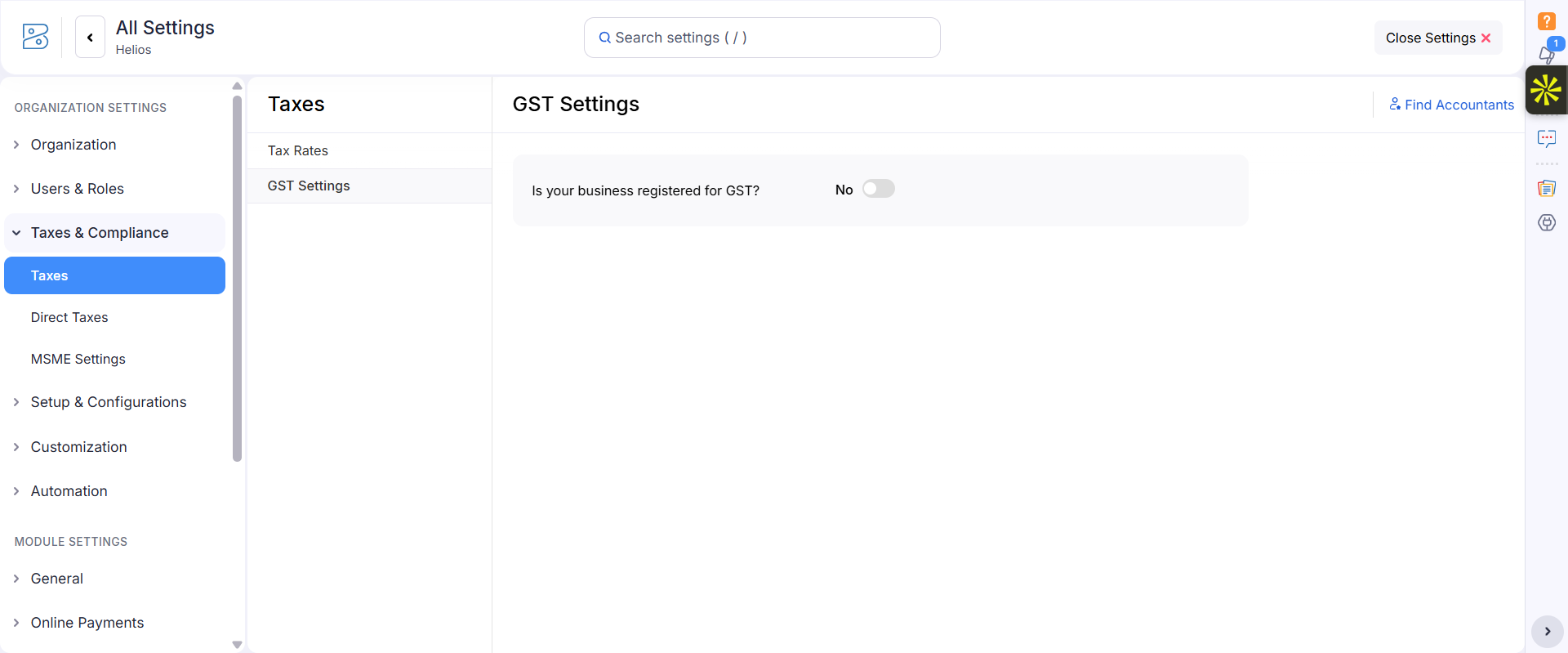 All Settings
Helios
Search settings ( / )
Close Settings
?
1
ORGANIZATION SETTINGS
Organization
Users & Roles
Taxes & Compliance
Taxes
Direct Taxes
MSME Settings
Setup & Configurations
Customization
Automation
MODULE SETTINGS
General
Online Payments
Taxes
Tax Rates
GST Settings
GST Settings
Find Accountants
Is your business registered for GST? No